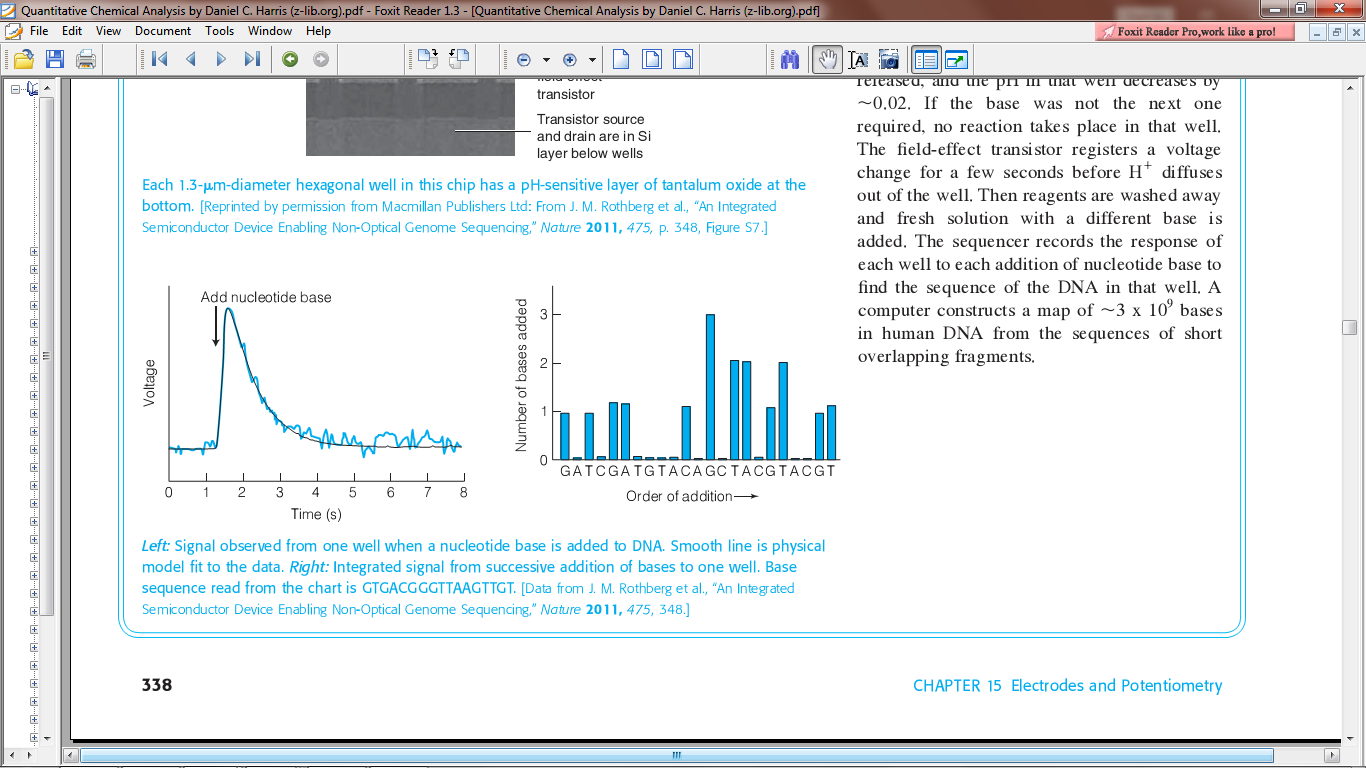 Quantitative Chemical Analysis by Daniel C. Harris (z-lib.org).pdf - Foxit Reader 1.3 - [Quantitative Chemical Analysis by Daniel C. Harris (z-lib.org).pdf]
File Edit View Document Tools Window Help
Foxit Reader Pro,work like a pro!
field-effect
transistor
Transistor source
and drain are in Si
layer below wells
Each 1.3-μm-diameter hexagonal well in this chip has a pH-sensitive layer of tantalum oxide at the
bottom. [Reprinted by permission from Macmillan Publishers Ltd: From J. M. Rothberg et al., “An Integrated
Semiconductor Device Enabling Non-Optical Genome Sequencing,” Nature 2011, 475, p. 348, Figure S7.]
Add nucleotide base
Voltage
0 1 2 3 4 5 6 7 8
Time (s)
Number of bases added
3
2
1
0
G A T C G A T G T A C A G C T A C G T A C G T
Order of addition→
Left: Signal observed from one well when a nucleotide base is added to DNA. Smooth line is physical
model fit to the data. Right: Integrated signal from successive addition of bases to one well. Base
sequence read from the chart is GTGACGGGTTAAGTTGT. [Data from J. M. Rothberg et al., “An Integrated
Semiconductor Device Enabling Non-Optical Genome Sequencing,” Nature 2011, 475, 348.]
released, and the pH in that well decreases by
~0.02. If the base was not the next one
required, no reaction takes place in that well.
The field-effect transistor registers a voltage
change for a few seconds before H⁺ diffuses
out of the well. Then reagents are washed away
and fresh solution with a different base is
added. The sequencer records the response of
each well to each addition of nucleotide base to
find the sequence of the DNA in that well. A
computer constructs a map of ~3 x 10⁹ bases
in human DNA from the sequences of short
overlapping fragments.
338
CHAPTER 15 Electrodes and Potentiometry